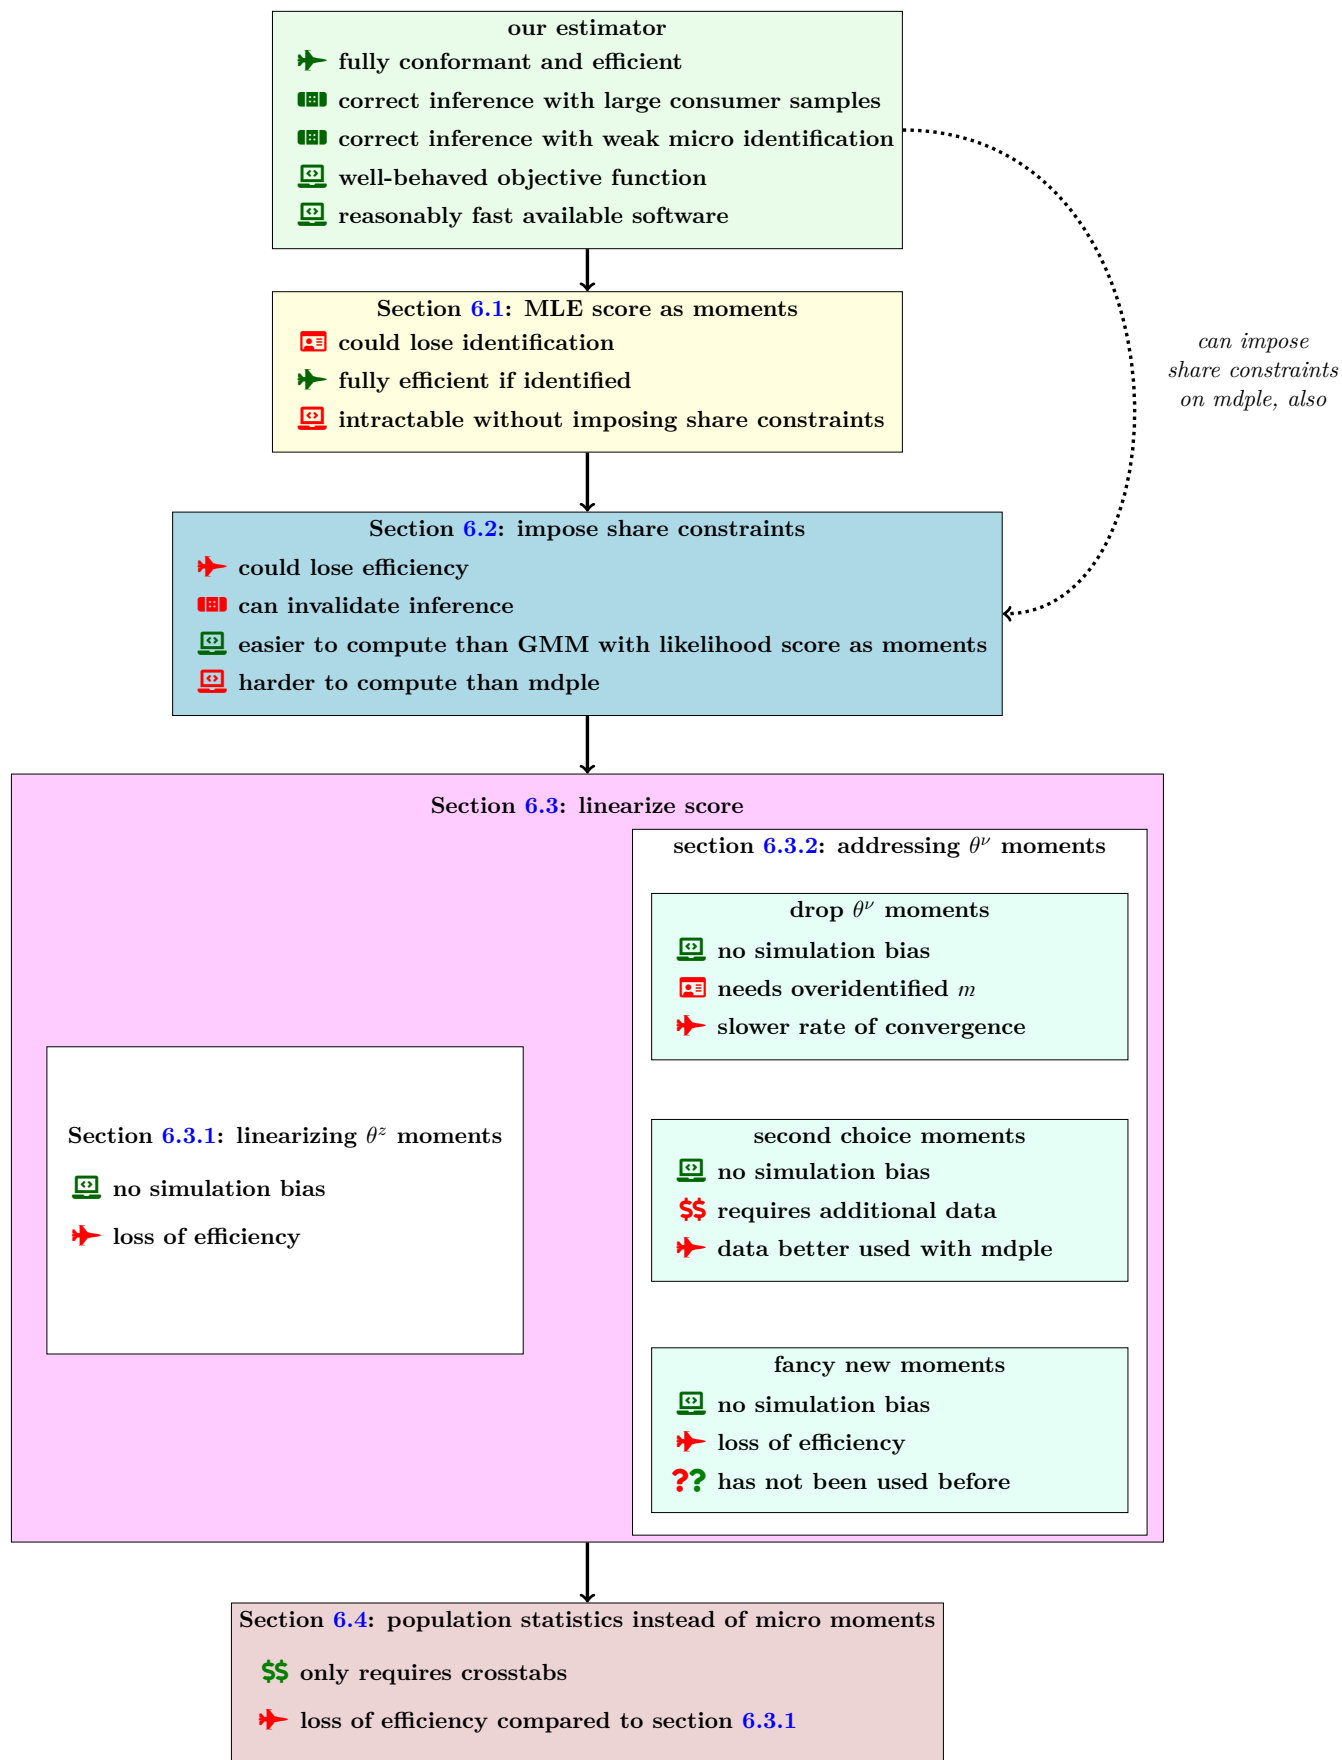 our estimator
fully conformant and efficient
correct inference with large consumer samples
correct inference with weak micro identification
well-behaved objective function
reasonably fast available software
Section 6.1: MLE score as moments
could lose identification
fully efficient if identified
intractable without imposing share constraints
can impose
share constraints
on mdple, also
Section 6.2: impose share constraints
could lose efficiency
can invalidate inference
easier to compute than GMM with likelihood score as moments
harder to compute than mdple
Section 6.3: linearize score
Section 6.3.1: linearizing θ^z moments
no simulation bias
loss of efficiency
section 6.3.2: addressing θ^ν moments
drop θ^ν moments
no simulation bias
needs overidentified m
slower rate of convergence
second choice moments
no simulation bias
$$ requires additional data
data better used with mdple
fancy new moments
no simulation bias
loss of efficiency
?? has not been used before
Section 6.4: population statistics instead of micro moments
$$ only requires crosstabs
loss of efficiency compared to section 6.3.1